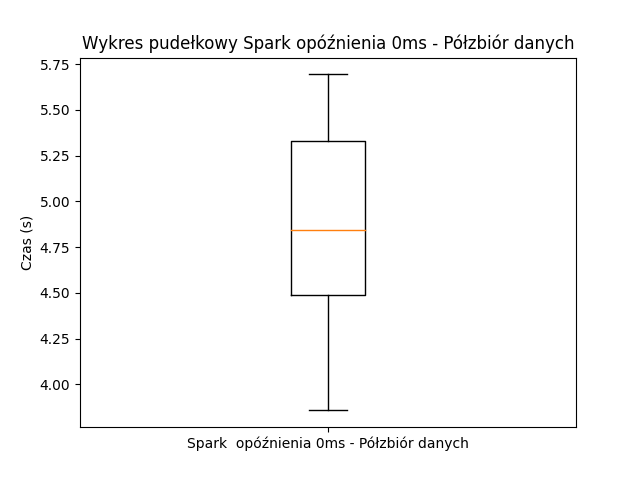 Wykres pudełkowy Spark opóźnienia 0ms - Półzbiór danych
5.75
5.50
5.25
5.00
4.75
4.50
4.25
4.00
Czas (s)
Spark  opóźnienia 0ms - Półzbiór danych